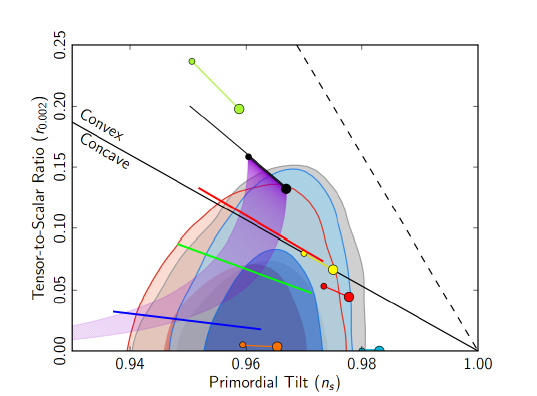 0.25
0.20
0.15
0.10
0.05
0.00
Tensor-to-Scalar Ratio (r0.002)
Convex
Concave
0.94 0.96 0.98 1.00
Primordial Tilt (ns)